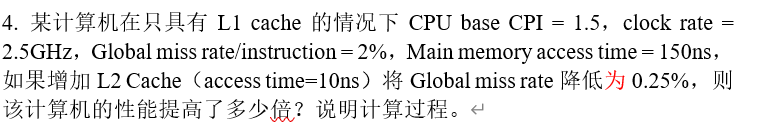 4. 某计算机在只具有 L1 cache 的情况下 CPU base CPI = 1.5，clock rate =
2.5GHz，Global miss rate/instruction = 2%，Main memory access time = 150ns，
如果增加 L2 Cache（access time=10ns）将 Global miss rate 降低为 0.25%，则
该计算机的性能提高了多少倍？说明计算过程。↵